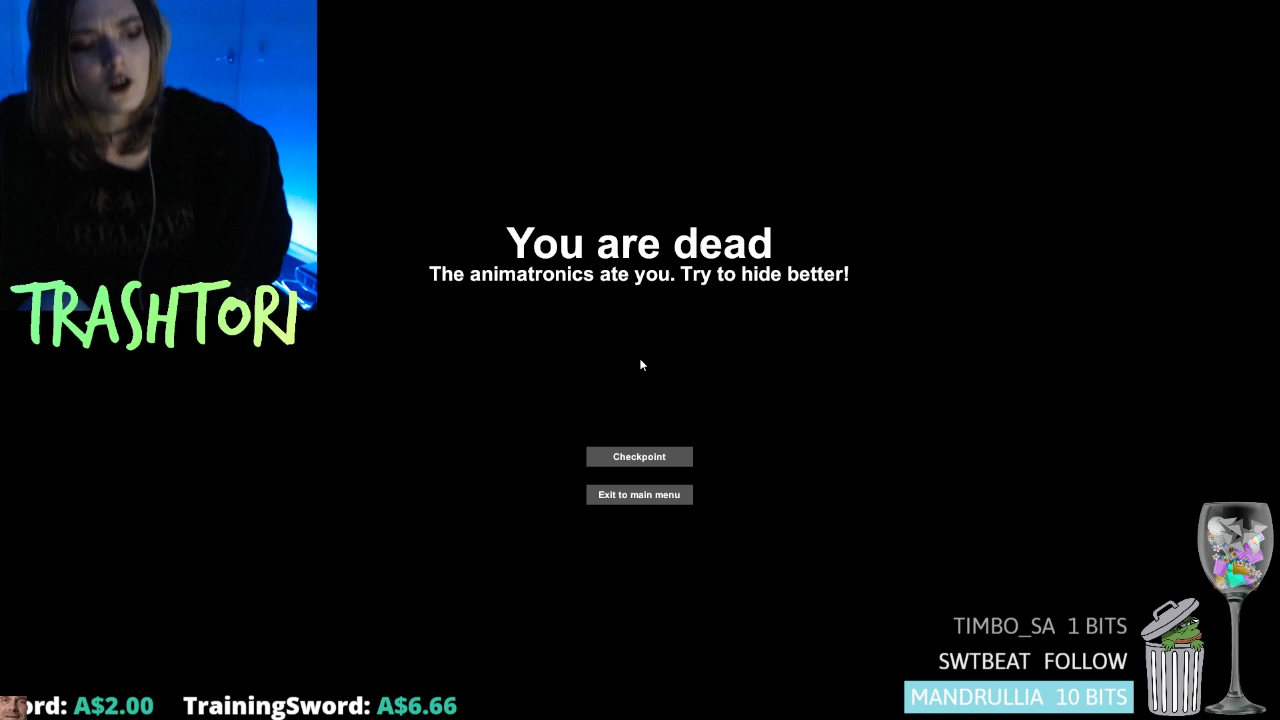 TRASHTORI
You are dead
The animatronics ate you. Try to hide better!
Checkpoint
Exit to main menu
TIMBO_SA 1 BITS
SWTBEAT FOLLOW
MANDRULLIA 10 BITS
ord: A$2.00 TrainingSword: A$6.66